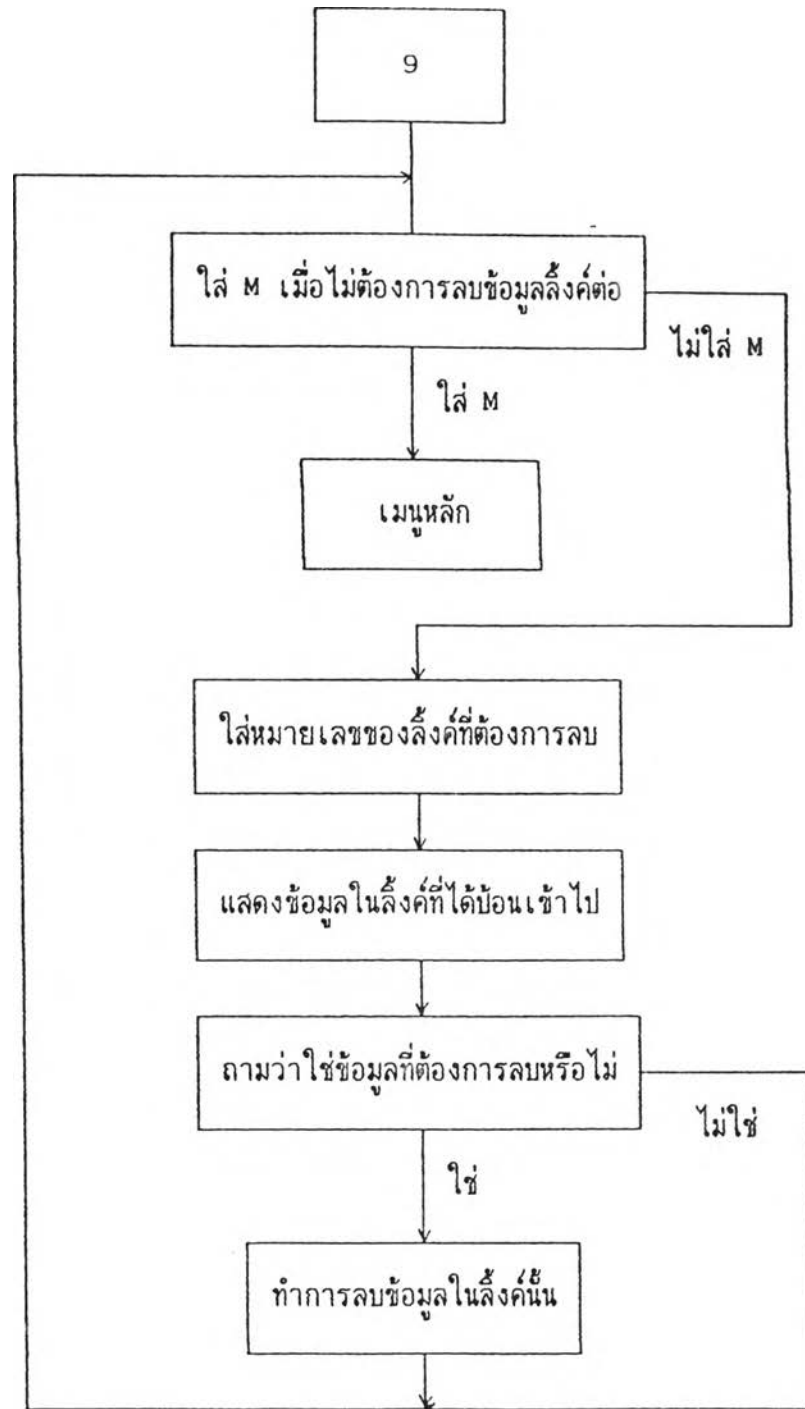 9
ใส่ M เมื่อไม่ต้องการลบข้อมูลลิ้งค์ต่อ
ไม่ใส่ M
ใส่ M
เมนูหลัก
ใส่หมายเลขของลิ้งค์ที่ต้องการลบ
แสดงข้อมูลในลิ้งค์ที่ได้ป้อนเข้าไป
ถามว่าใช่ข้อมูลที่ต้องการลบหรือไม่
ไม่ใช่
ใช่
ทำการลบข้อมูลในลิ้งค์นั้น